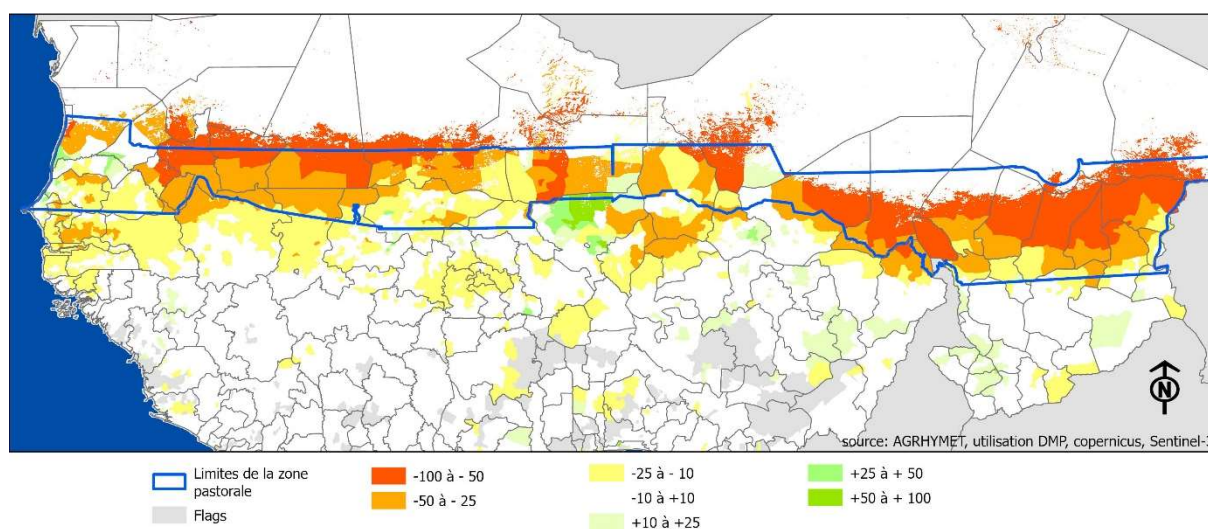 N
source: AGRHYMET, utilisation DMP, copernicus, Sentinel-3
Limites de la zone
pastorale
Flags
-100 à - 50
-50 à - 25
-25 à - 10
-10 à +10
+10 à +25
+25 à + 50
+50 à + 100